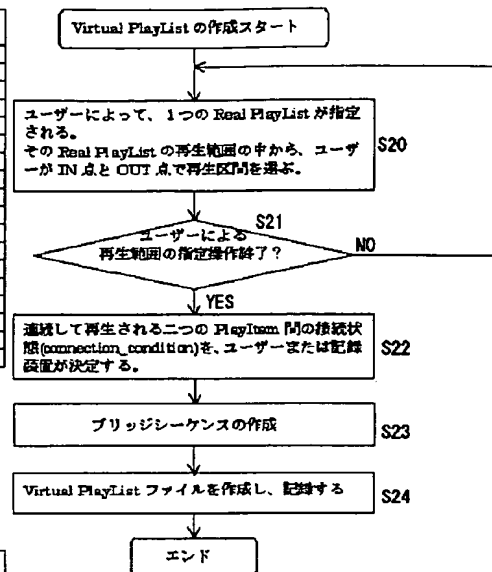 Virtual PlayList の作成スタート
ユーザーによって、1つの Real PlayList が指定
される。
その Real PlayList の再生範囲の中から、ユーザ
ーが IN 点と OUT 点で再生区間を選ぶ。
S20
S21
ユーザーによる
再生範囲の指定操作終了？
NO
YES
連続して再生される二つの PlayItem 間の接続状
態(connection_condition)を、ユーザーまたは記録
装置が決定する。
S22
ブリッジシーケンスの作成
S23
Virtual PlayList ファイルを作成し、記録する
S24
エンド